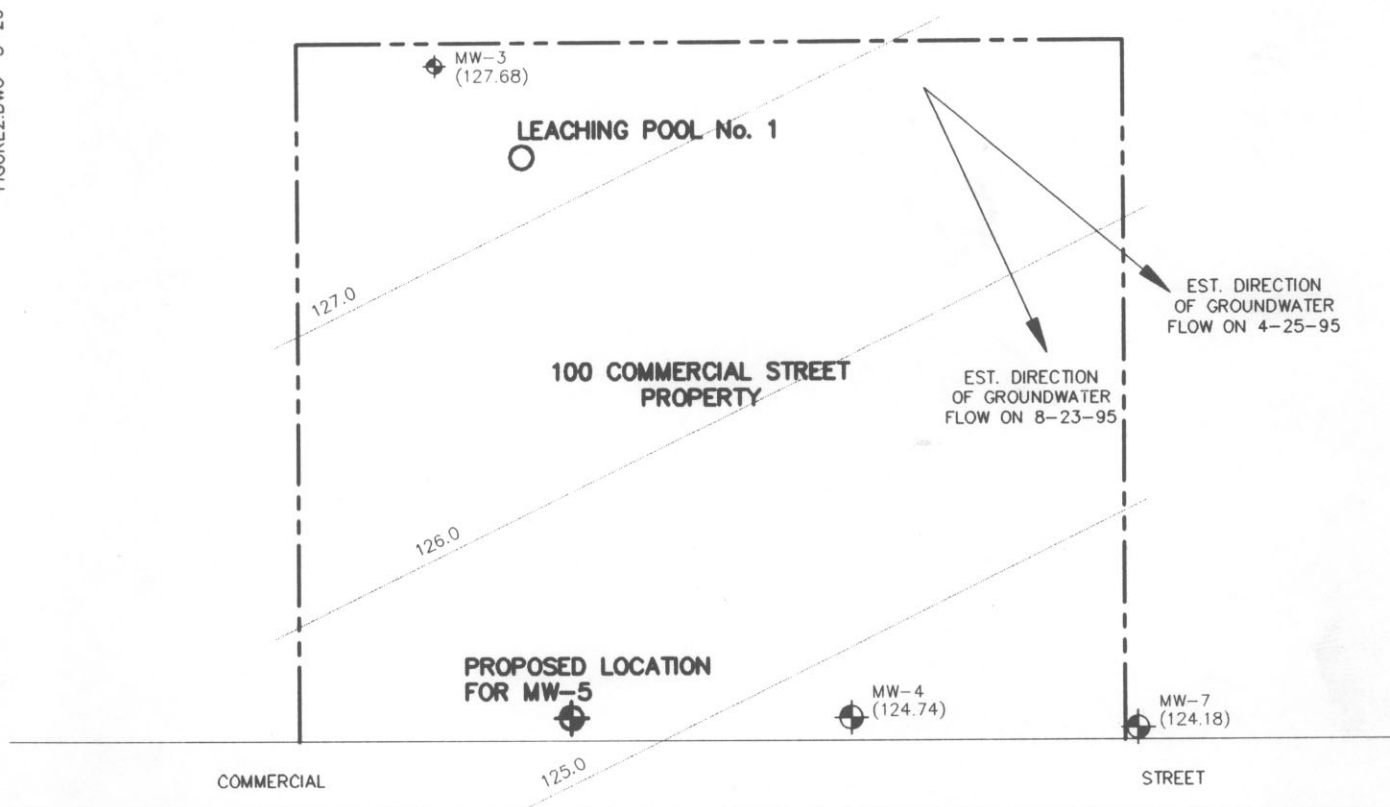 MW-3
(127.68)
LEACHING POOL No. 1
127.0
EST. DIRECTION
OF GROUNDWATER
FLOW ON 4-25-95
100 COMMERCIAL STREET
PROPERTY
EST. DIRECTION
OF GROUNDWATER
FLOW ON 8-23-95
126.0
PROPOSED LOCATION
FOR MW-5
MW-4
(124.74)
MW-7
(124.18)
125.0
COMMERCIAL STREET